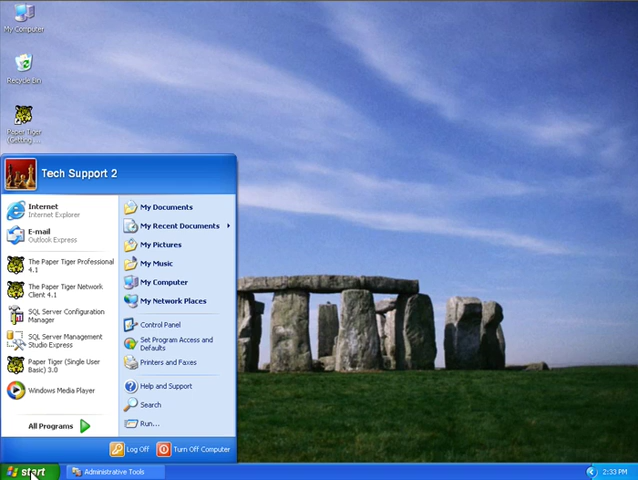 My Computer
Recycle Bin
Paper Tiger
(Getting ...
Tech Support 2
Internet
Internet Explorer
E-mail
Outlook Express
The Paper Tiger Professional
4.1
The Paper Tiger Network
Client 4.1
SQL Server Configuration
Manager
SQL Server Management
Studio Express
Paper Tiger (Single User
Basic) 3.0
Windows Media Player
All Programs
My Documents
My Recent Documents
My Pictures
My Music
My Computer
My Network Places
Control Panel
Set Program Access and
Defaults
Printers and Faxes
Help and Support
Search
Run...
Log Off
Turn Off Computer
start
Administrative Tools
2:33 PM